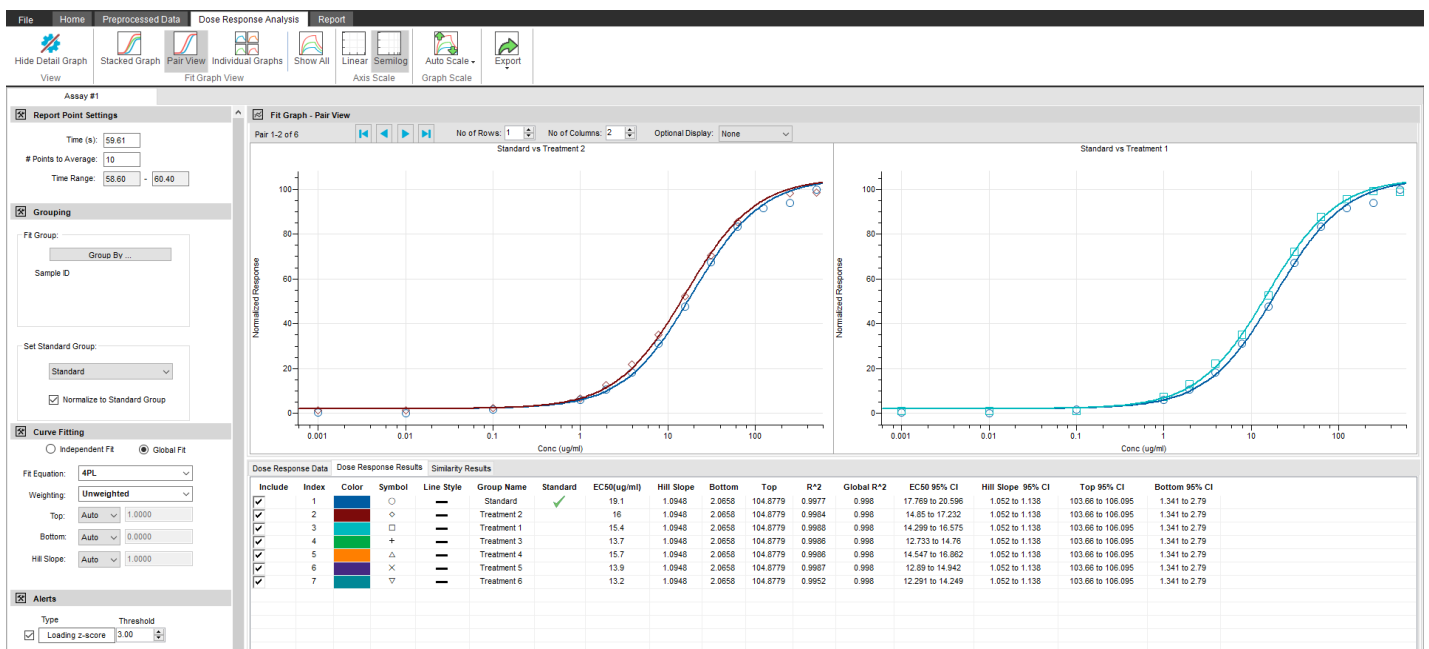 File Home Preprocessed Data Dose Response Analysis Report
Hide Detail Graph Stacked Graph Pair View Individual Graphs Show All Linear Semilog Auto Scale Export
View Fit Graph View Axis Scale Graph Scale
Assay #1
Report Point Settings
Time (s): 59.61
# Points to Average: 10
Time Range: 58.60 - 60.40
Grouping
Fit Group:
Group By ...
Sample ID
Set Standard Group:
Standard
Normalize to Standard Group
Curve Fitting
Independent Fit Global Fit
Fit Equation: 4PL
Weighting: Unweighted
Top: Auto 1.0000
Bottom: Auto 0.0000
Hill Slope: Auto 1.0000
Alerts
Type Threshold
Loading z-score 3.00
Fit Graph - Pair View
Pair 1-2 of 6 No of Rows: 1 No of Columns: 2 Optional Display: None
Standard vs Treatment 2
Normalized Response
100
80
60
40
20
0
0.001 0.01 0.1 1 10 100
Conc (ug/ml)
Standard vs Treatment 1
Normalized Response
100
80
60
40
20
0
0.001 0.01 0.1 1 10 100
Conc (ug/ml)
Dose Response Data Dose Response Results Similarity Results
Include Index Color Symbol Line Style Group Name Standard EC50(ug/ml) Hill Slope Bottom Top R^2 Global R^2 EC50 95% CI Hill Slope 95% CI Top 95% CI Bottom 95% CI
1 Standard 19.1 1.0948 2.0658 104.8779 0.9977 0.998 17.769 to 20.596 1.052 to 1.138 103.66 to 106.095 1.341 to 2.79
2 Treatment 2 16 1.0948 2.0658 104.8779 0.9984 0.998 14.85 to 17.232 1.052 to 1.138 103.66 to 106.095 1.341 to 2.79
3 Treatment 1 15.4 1.0948 2.0658 104.8779 0.9988 0.998 14.299 to 16.575 1.052 to 1.138 103.66 to 106.095 1.341 to 2.79
4 Treatment 3 13.7 1.0948 2.0658 104.8779 0.9986 0.998 12.733 to 14.76 1.052 to 1.138 103.66 to 106.095 1.341 to 2.79
5 Treatment 4 15.7 1.0948 2.0658 104.8779 0.9986 0.998 14.547 to 16.862 1.052 to 1.138 103.66 to 106.095 1.341 to 2.79
6 Treatment 5 13.9 1.0948 2.0658 104.8779 0.9987 0.998 12.89 to 14.942 1.052 to 1.138 103.66 to 106.095 1.341 to 2.79
7 Treatment 6 13.2 1.0948 2.0658 104.8779 0.9952 0.998 12.291 to 14.249 1.052 to 1.138 103.66 to 106.095 1.341 to 2.79